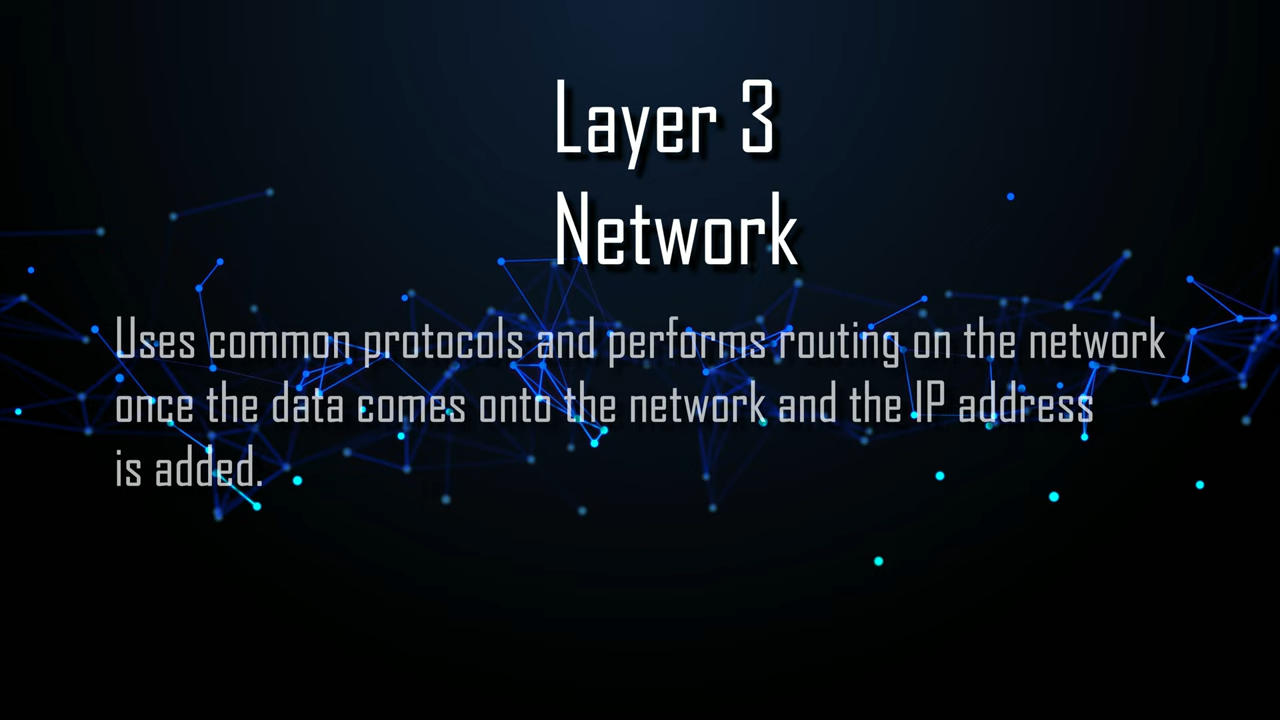 Layer 3
Network
Uses common protocols and performs routing on the network
once the data comes onto the network and the IP address
is added.